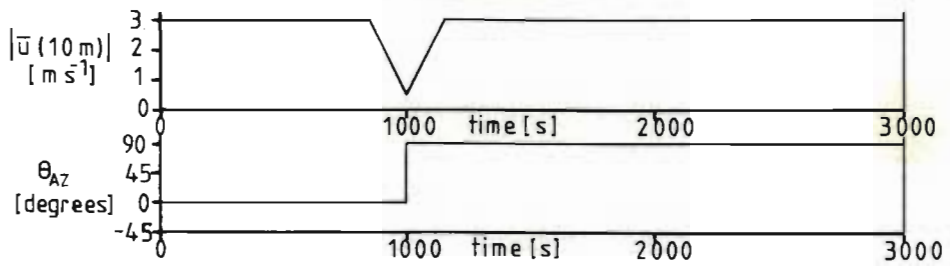 3
|u̅ (10 m)| 2
[ m s⁻¹] 1
0
0 1000 time [s] 2000 3000
90
θAZ 45
[degrees] 0
-45
0 1000 time [s] 2000 3000